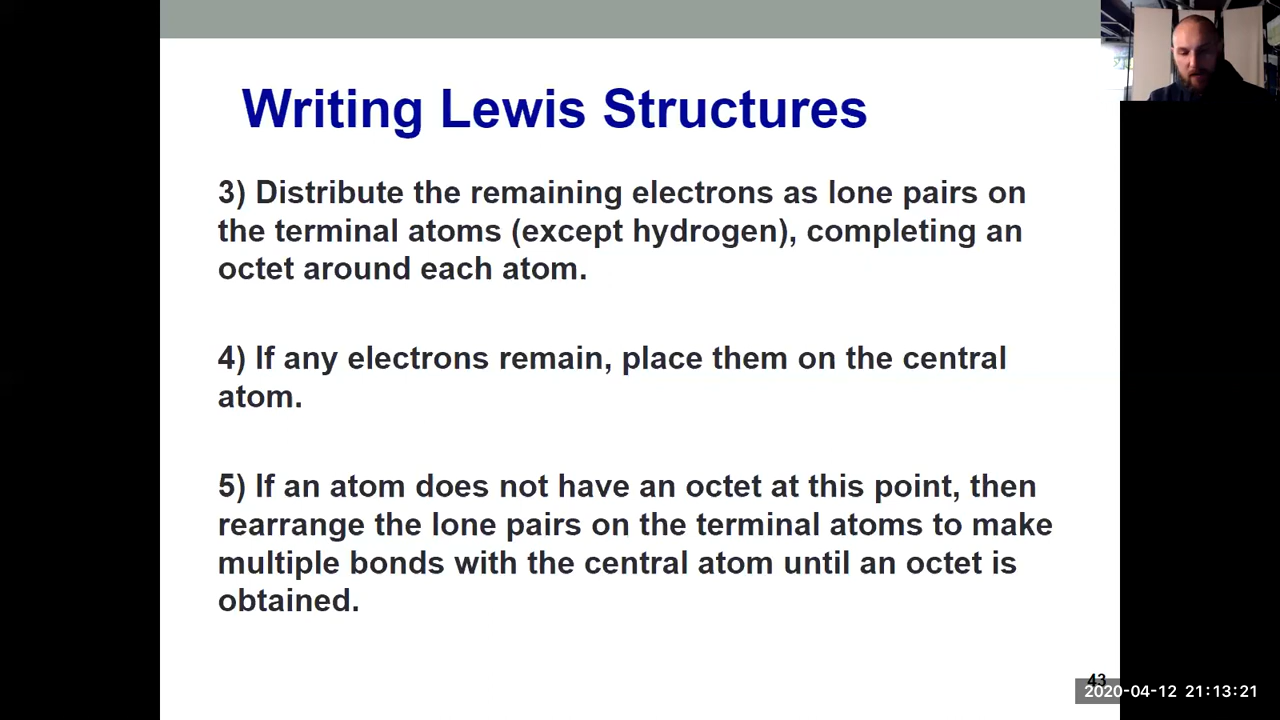 Writing Lewis Structures
3) Distribute the remaining electrons as lone pairs on
the terminal atoms (except hydrogen), completing an
octet around each atom.
4) If any electrons remain, place them on the central
atom.
5) If an atom does not have an octet at this point, then
rearrange the lone pairs on the terminal atoms to make
multiple bonds with the central atom until an octet is
obtained.
43
2020-04-12 21:13:21